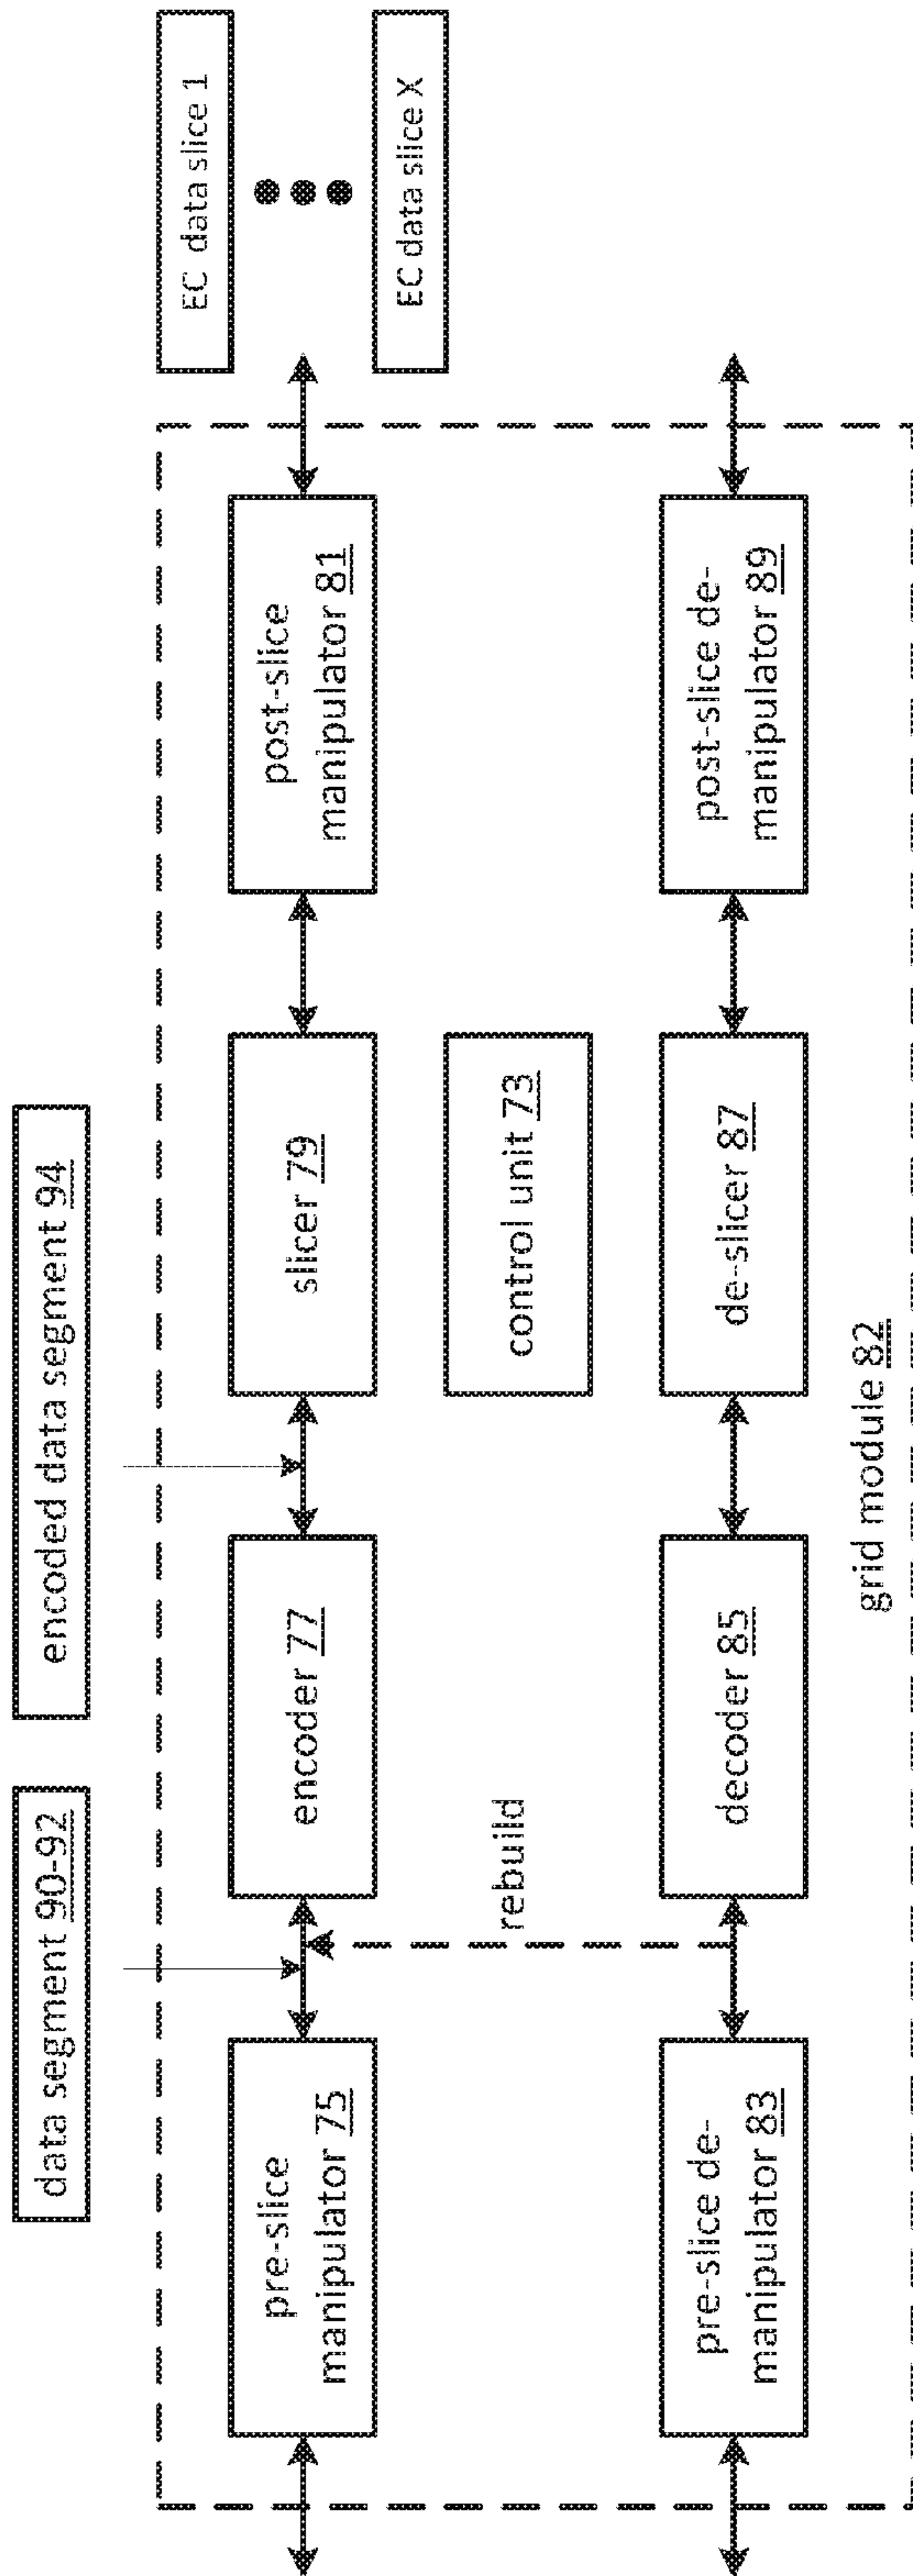 data segment 90-92
encoded data segment 94
EC data slice 1
EC data slice X
pre-slice
manipulator 75
encoder 77
slicer 79
post-slice
manipulator 81
rebuild
control unit 73
pre-slice de-
manipulator 83
decoder 85
de-slicer 87
post-slice de-
manipulator 89
grid module 82